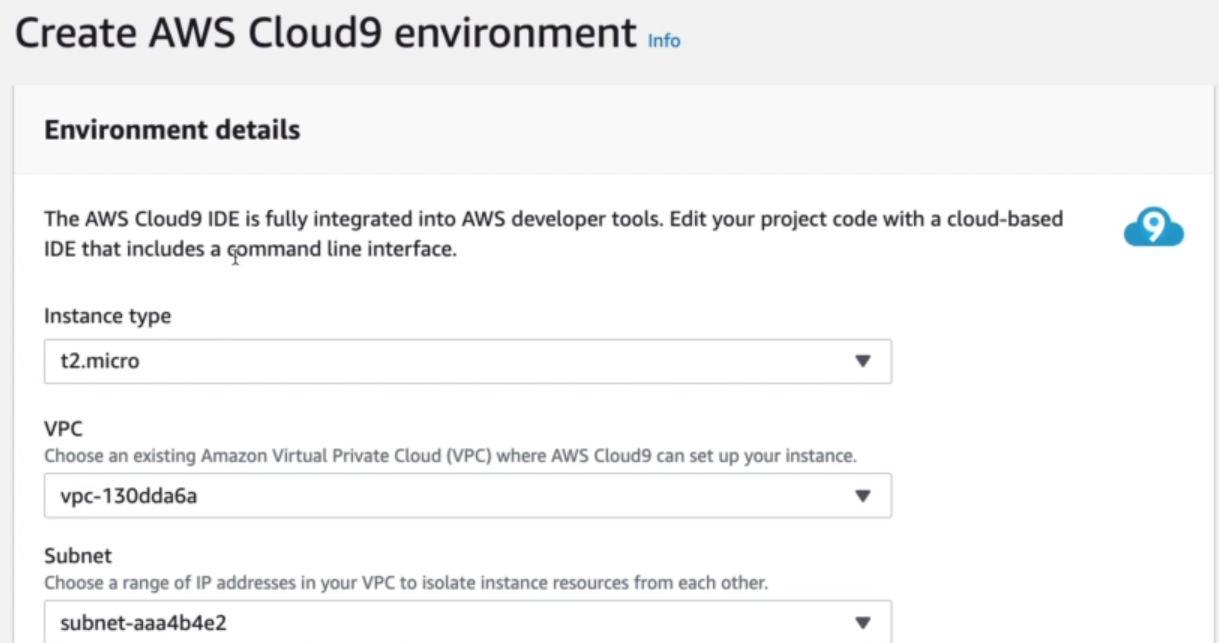 Create AWS Cloud9 environment Info
Environment details
The AWS Cloud9 IDE is fully integrated into AWS developer tools. Edit your project code with a cloud-based
IDE that includes a command line interface.
9
Instance type
t2.micro
VPC
Choose an existing Amazon Virtual Private Cloud (VPC) where AWS Cloud9 can set up your instance.
vpc-130dda6a
Subnet
Choose a range of IP addresses in your VPC to isolate instance resources from each other.
subnet-aaa4b4e2